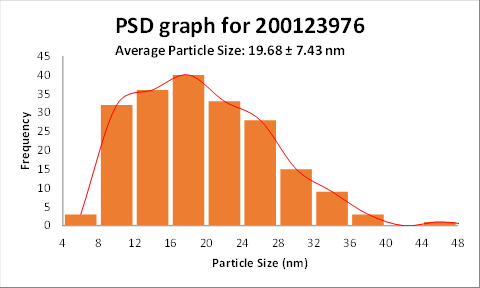 PSD graph for 200123976
Average Particle Size: 19.68 ± 7.43 nm
Frequency
45
40
35
30
25
20
15
10
5
0
4 8 12 16 20 24 28 32 36 40 44 48
Particle Size (nm)